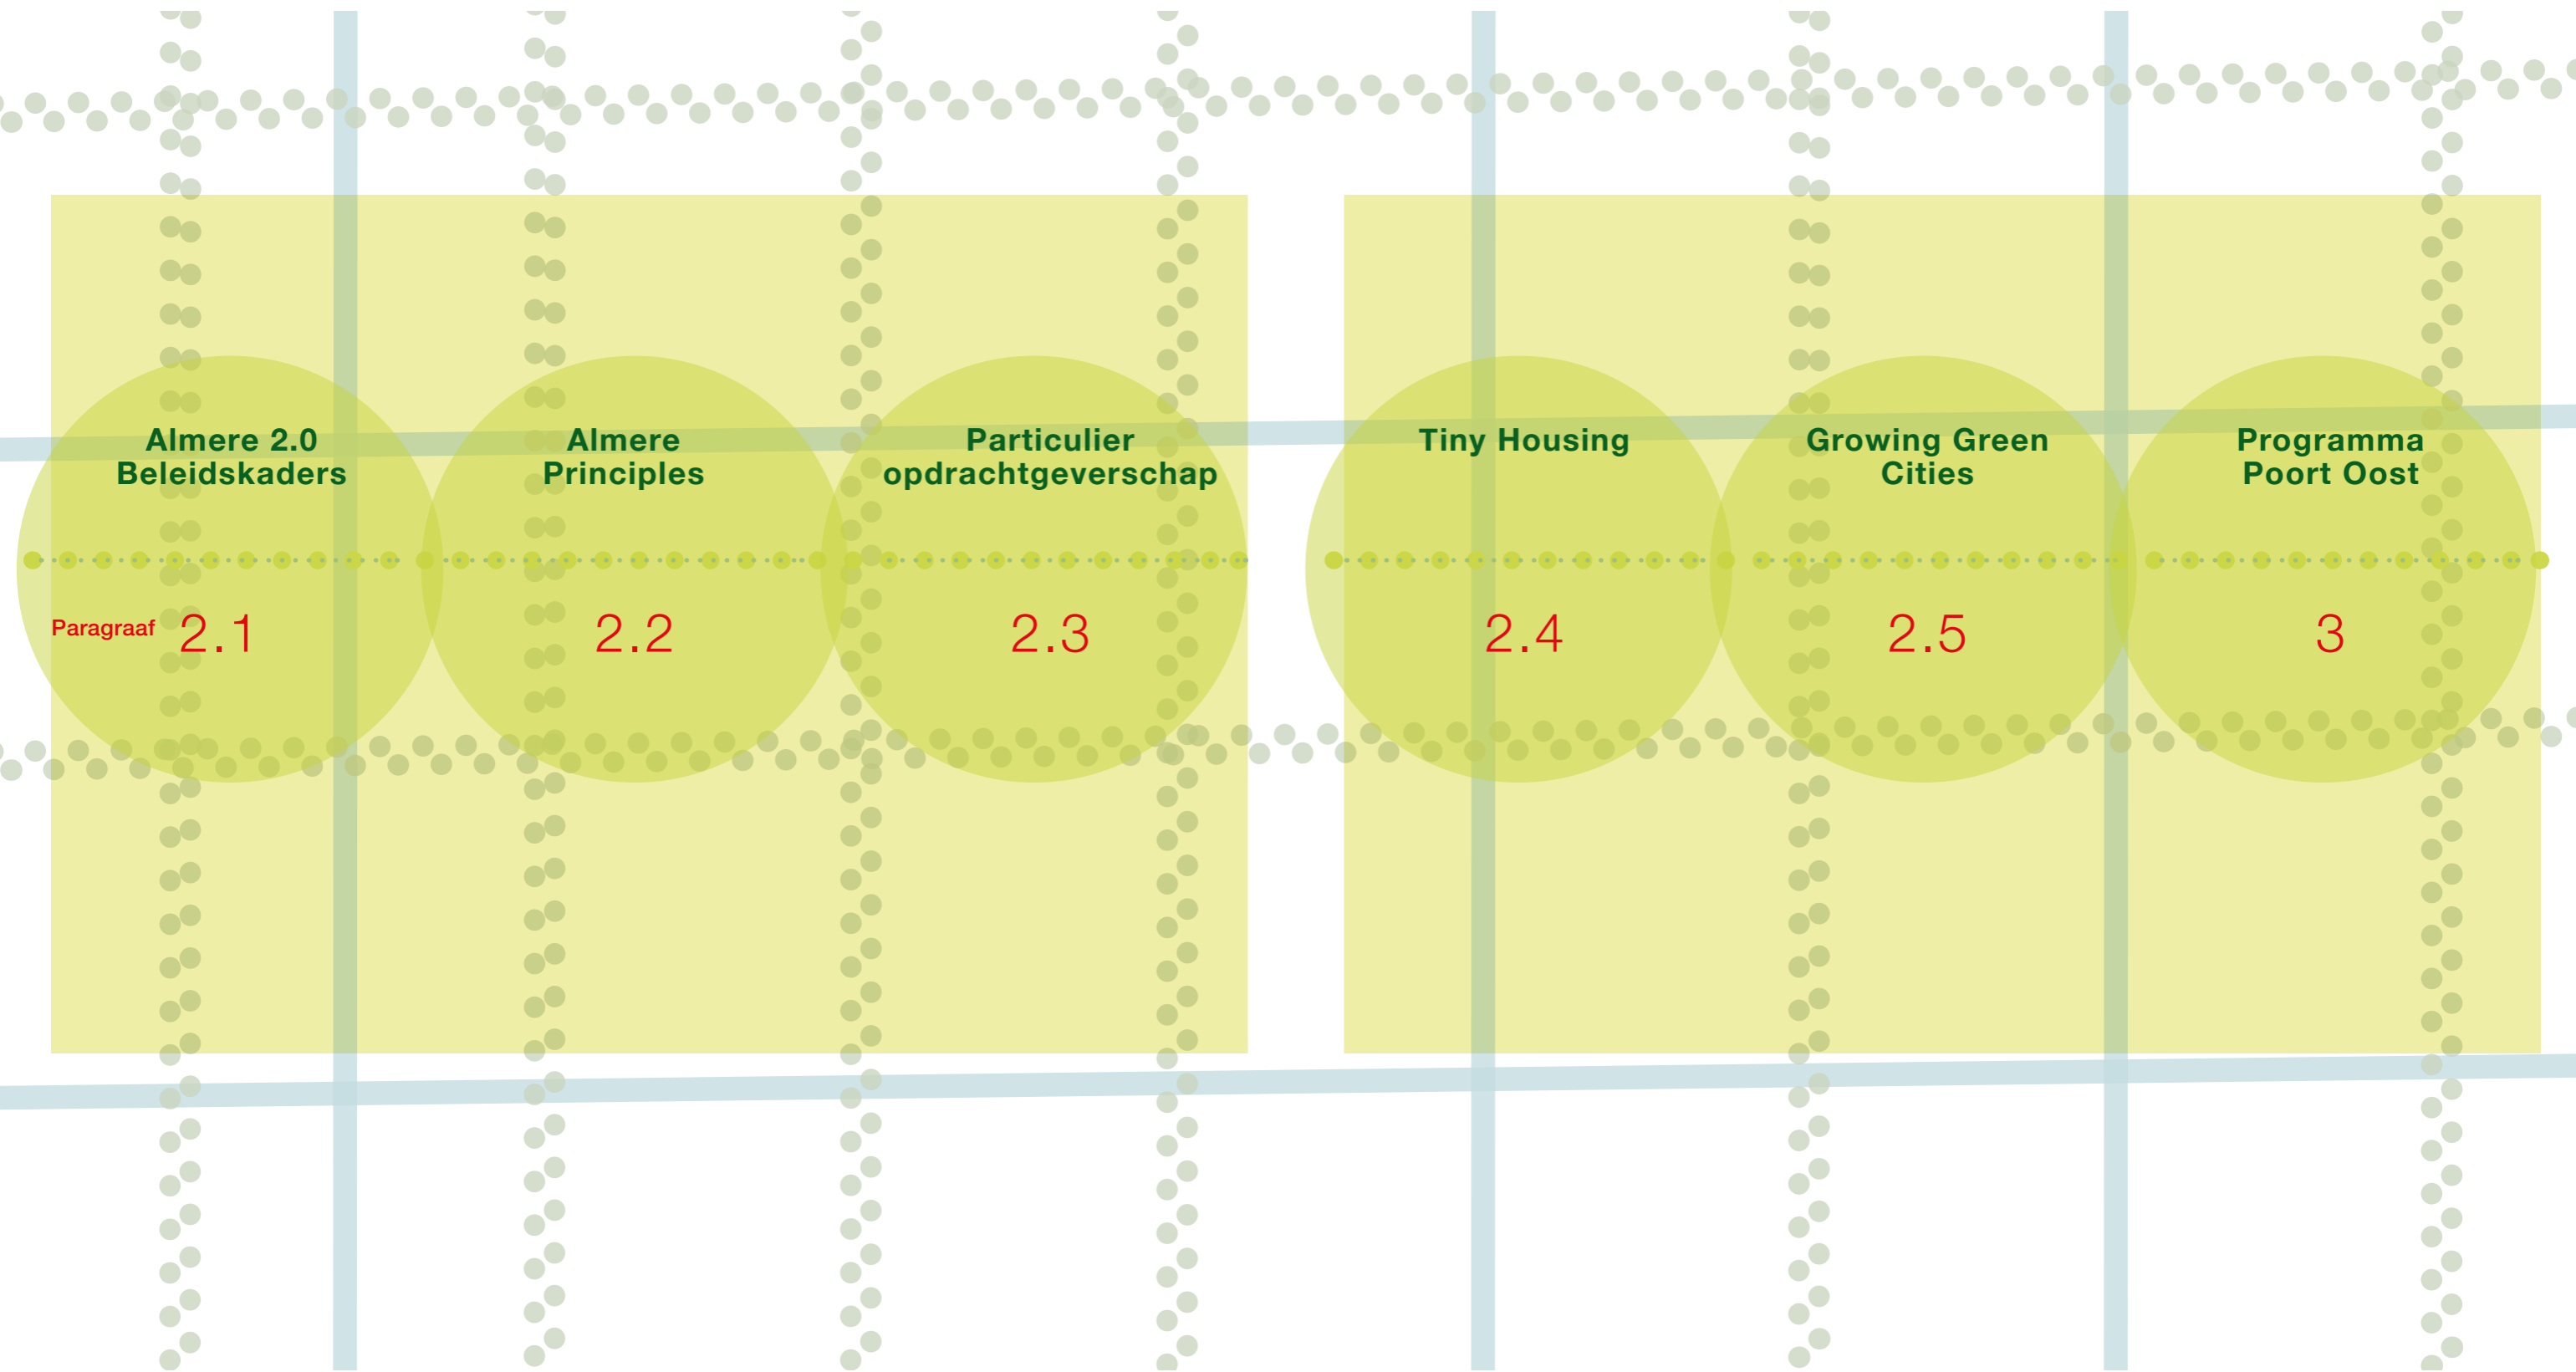 Almere 2.0
Beleidskaders
Almere
Principles
Particulier
opdrachtgeverschap
Tiny Housing
Growing Green
Cities
Programma
Poort Oost
Paragraaf 2.1
2.2
2.3
2.4
2.5
3